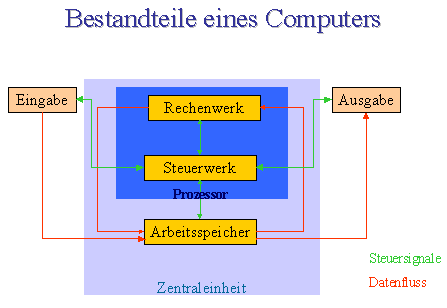 Bestandteile eines Computers
Eingabe
Rechenwerk
Ausgabe
Steuerwerk
Prozessor
Arbeitsspeicher
Steuersignale
Datenfluss
Zentraleinheit